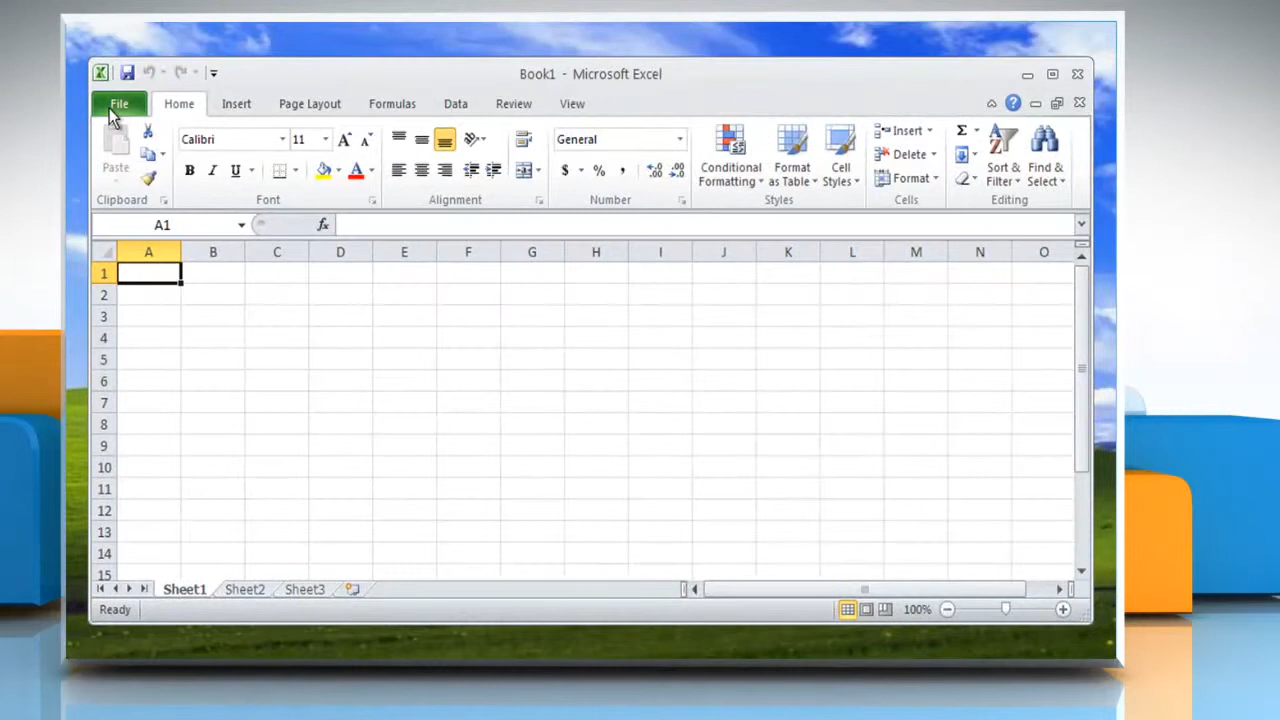 Book1 - Microsoft Excel
File Home Insert Page Layout Formulas Data Review View
Calibri 11 General Insert
Paste B I U $ % , Conditional Formatting Format as Table Cell Styles Delete Sort & Filter Find & Select
Format
Clipboard Font Alignment Number Styles Cells Editing
A1 fx
A B C D E F G H I J K L M N O
1
2
3
4
5
6
7
8
9
10
11
12
13
14
15
Sheet1 Sheet2 Sheet3
Ready 100%